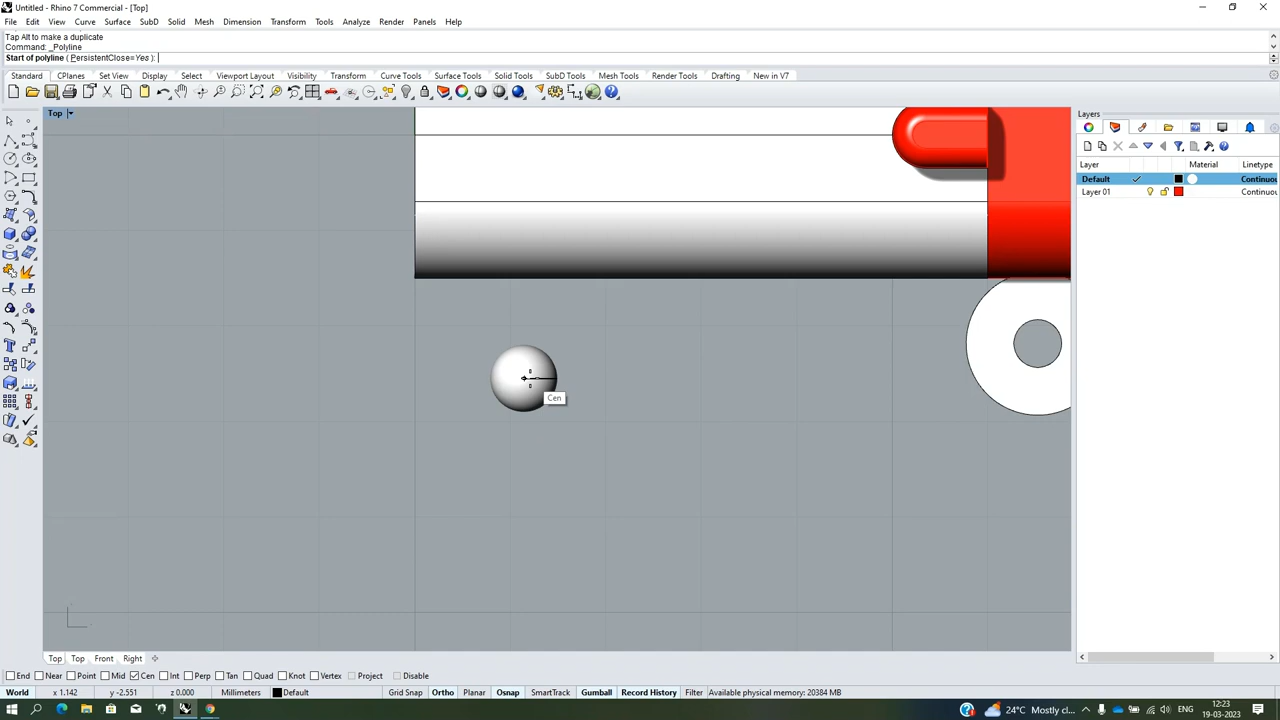 Untitled - Rhino 7 Commercial - [Top]
File Edit View Curve Surface SubD Solid Mesh Dimension Transform Tools Analyze Render Panels Help
Tap Alt to make a duplicate
Command: _Polyline
Start of polyline ( PersistentClose=Yes ):
Standard CPlanes Set View Display Select Viewport Layout Visibility Transform Curve Tools Surface Tools Solid Tools SubD Tools Mesh Tools Render Tools Drafting New in V7
Top
Layers
Layer Material Linetype
Default Continuou
Layer 01 Continuou
Cen
Top Top Front Right
End Near Point Mid Cen Int Perp Tan Quad Knot Vertex Project Disable
World x 1.142 y -2.551 z 0.000 Millimeters Default Grid Snap Ortho Planar Osnap SmartTrack Gumball Record History Filter Available physical memory: 20384 MB
24°C Mostly cl... ENG 12:23
19-03-2023